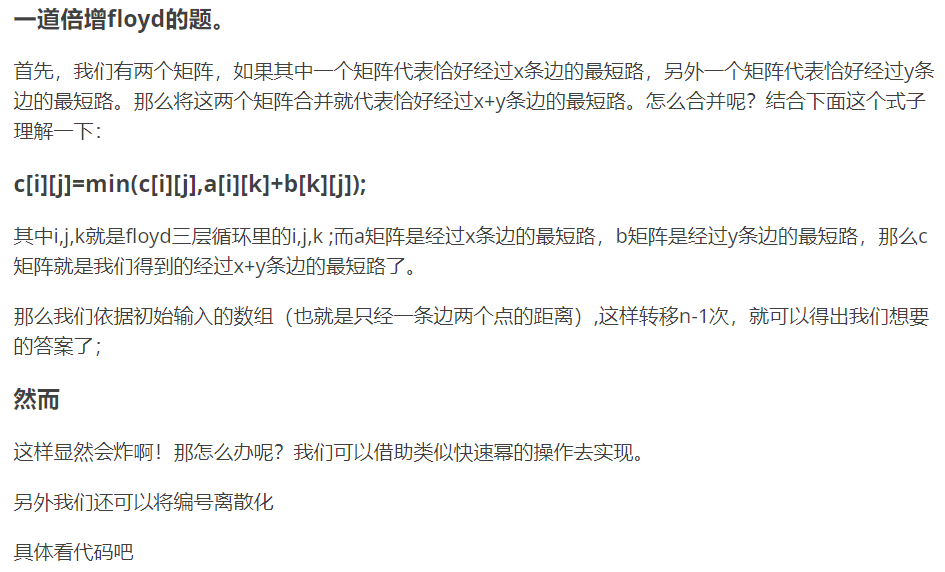 一道倍增floyd的题。
首先，我们有两个矩阵，如果其中一个矩阵代表恰好经过x条边的最短路，另外一个矩阵代表恰好经过y条
边的最短路。那么将这两个矩阵合并就代表恰好经过x+y条边的最短路。怎么合并呢？结合下面这个式子
理解一下：
c[i][j]=min(c[i][j],a[i][k]+b[k][j]);
其中i,j,k就是floyd三层循环里的i,j,k ;而a矩阵是经过x条边的最短路，b矩阵是经过y条边的最短路，那么c
矩阵就是我们得到的经过x+y条边的最短路了。
那么我们依据初始输入的数组（也就是只经一条边两个点的距离）,这样转移n-1次，就可以得出我们想要
的答案了；
然而
这样显然会炸啊！那怎么办呢？我们可以借助类似快速幂的操作去实现。
另外我们还可以将编号离散化
具体看代码吧